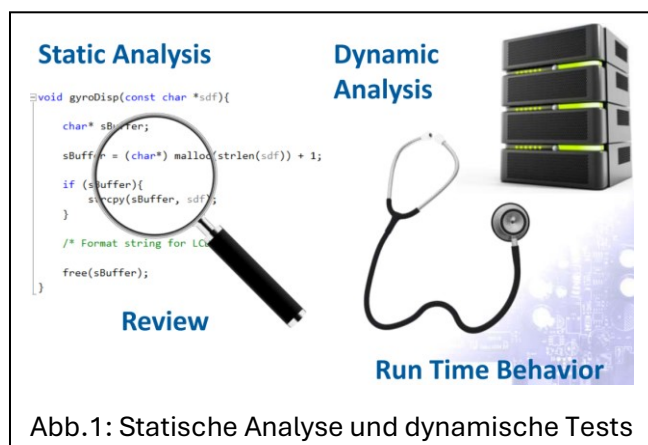 Static Analysis
void gyroDisp(const char *sdf){
char* sBuffer;
sBuffer = (char*) malloc(strlen(sdf)) + 1;
if (sBuffer){
strcpy(sBuffer, sdf);
}
/* Format string for LC
free(sBuffer);
}
Review
Dynamic
Analysis
Run Time Behavior
Abb.1: Statische Analyse und dynamische Tests